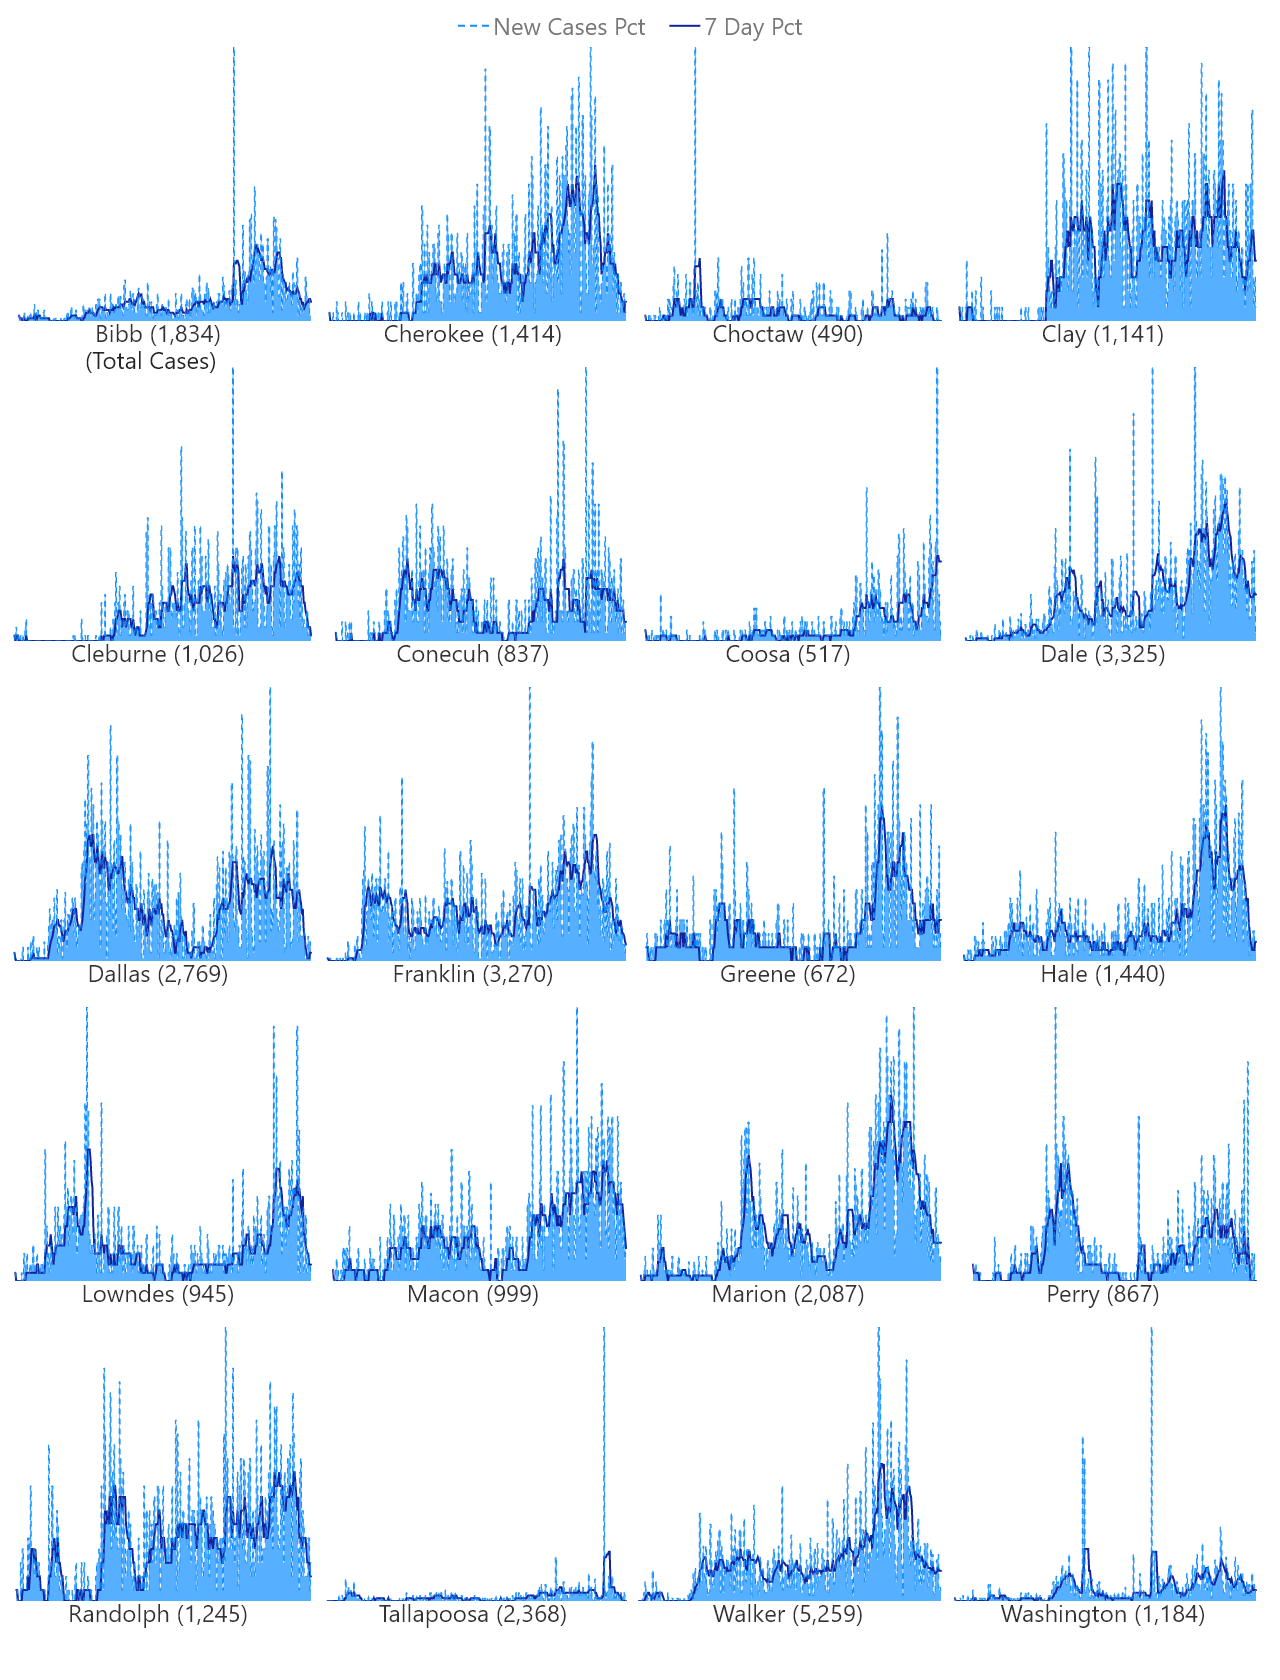 New Cases Pct 7 Day Pct
Bibb (1,834) Cherokee (1,414) Choctaw (490) Clay (1,141)
(Total Cases)
Cleburne (1,026) Conecuh (837) Coosa (517) Dale (3,325)
Dallas (2,769) Franklin (3,270) Greene (672) Hale (1,440)
Lowndes (945) Macon (999) Marion (2,087) Perry (867)
Randolph (1,245) Tallapoosa (2,368) Walker (5,259) Washington (1,184)